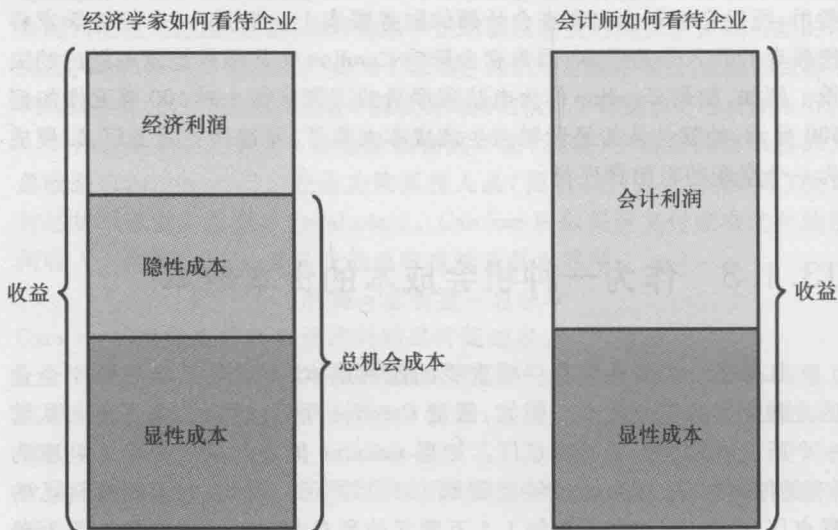 经济学家如何看待企业
经济利润
隐性成本
显性成本
收益
总机会成本
会计师如何看待企业
会计利润
显性成本
收益